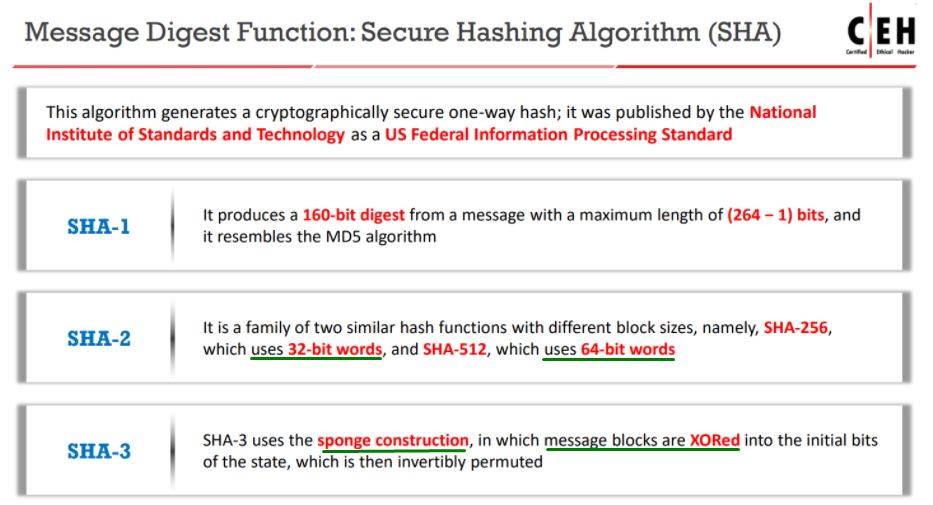 Message Digest Function: Secure Hashing Algorithm (SHA)
C|EH
Certified Ethical Hacker
This algorithm generates a cryptographically secure one-way hash; it was published by the National
Institute of Standards and Technology as a US Federal Information Processing Standard
SHA-1
It produces a 160-bit digest from a message with a maximum length of (264 – 1) bits, and
it resembles the MD5 algorithm
SHA-2
It is a family of two similar hash functions with different block sizes, namely, SHA-256,
which uses 32-bit words, and SHA-512, which uses 64-bit words
SHA-3
SHA-3 uses the sponge construction, in which message blocks are XORed into the initial bits
of the state, which is then invertibly permuted